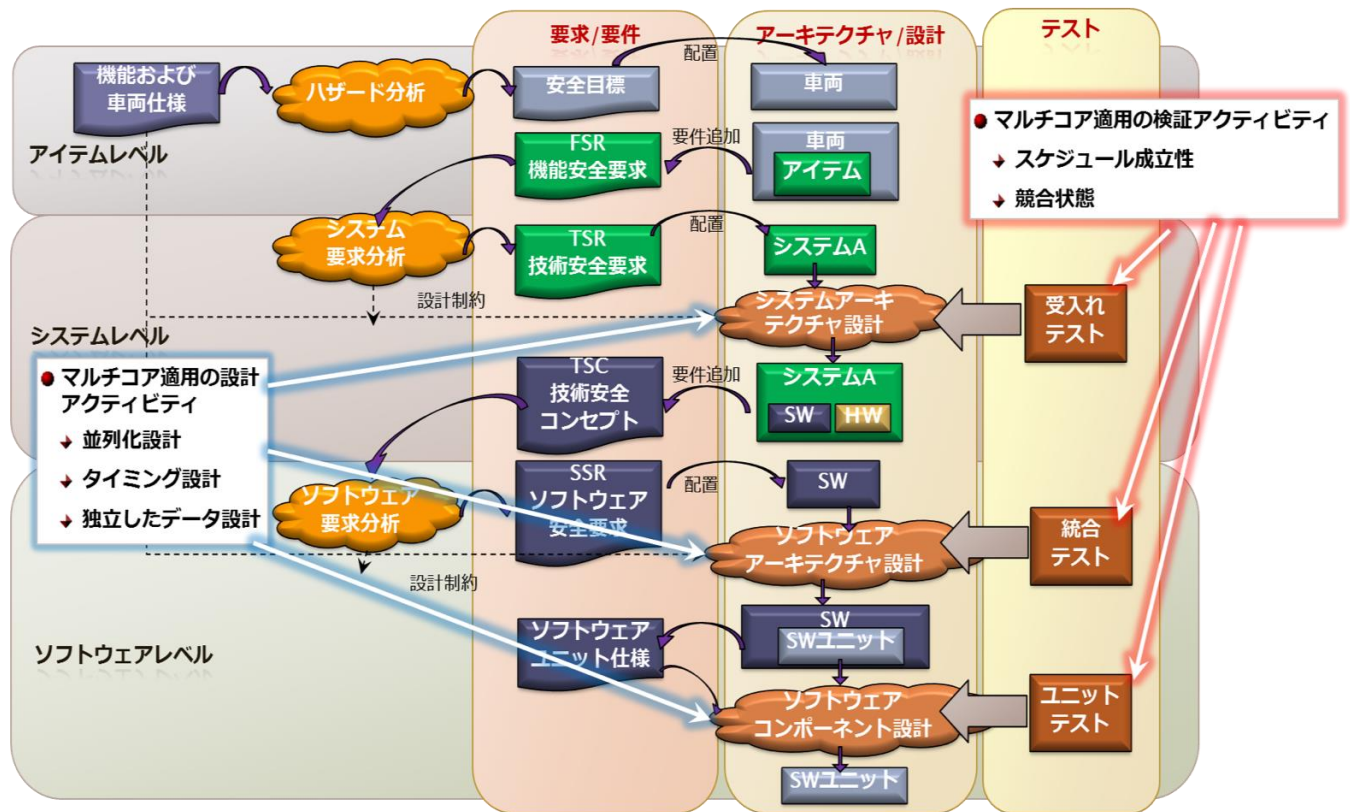 要求/要件
アーキテクチャ/設計
テスト
機能および
車両仕様
ハザード分析
安全目標
配置
車両
アイテムレベル
FSR
機能安全要求
要件追加
車両
アイテム
マルチコア適用の検証アクティビティ
スケジュール成立性
競合状態
システム
要求分析
TSR
技術安全要求
配置
システムA
設計制約
システムアーキ
テクチャ設計
受入れ
テスト
システムレベル
マルチコア適用の設計
アクティビティ
並列化設計
タイミング設計
独立したデータ設計
TSC
技術安全
コンセプト
要件追加
システムA
SW
HW
ソフトウェア
要求分析
SSR
ソフトウェア
安全要求
配置
SW
設計制約
ソフトウェア
アーキテクチャ設計
統合
テスト
ソフトウェアレベル
ソフトウェア
ユニット仕様
SW
SWユニット
ソフトウェア
コンポーネント設計
ユニット
テスト
SWユニット